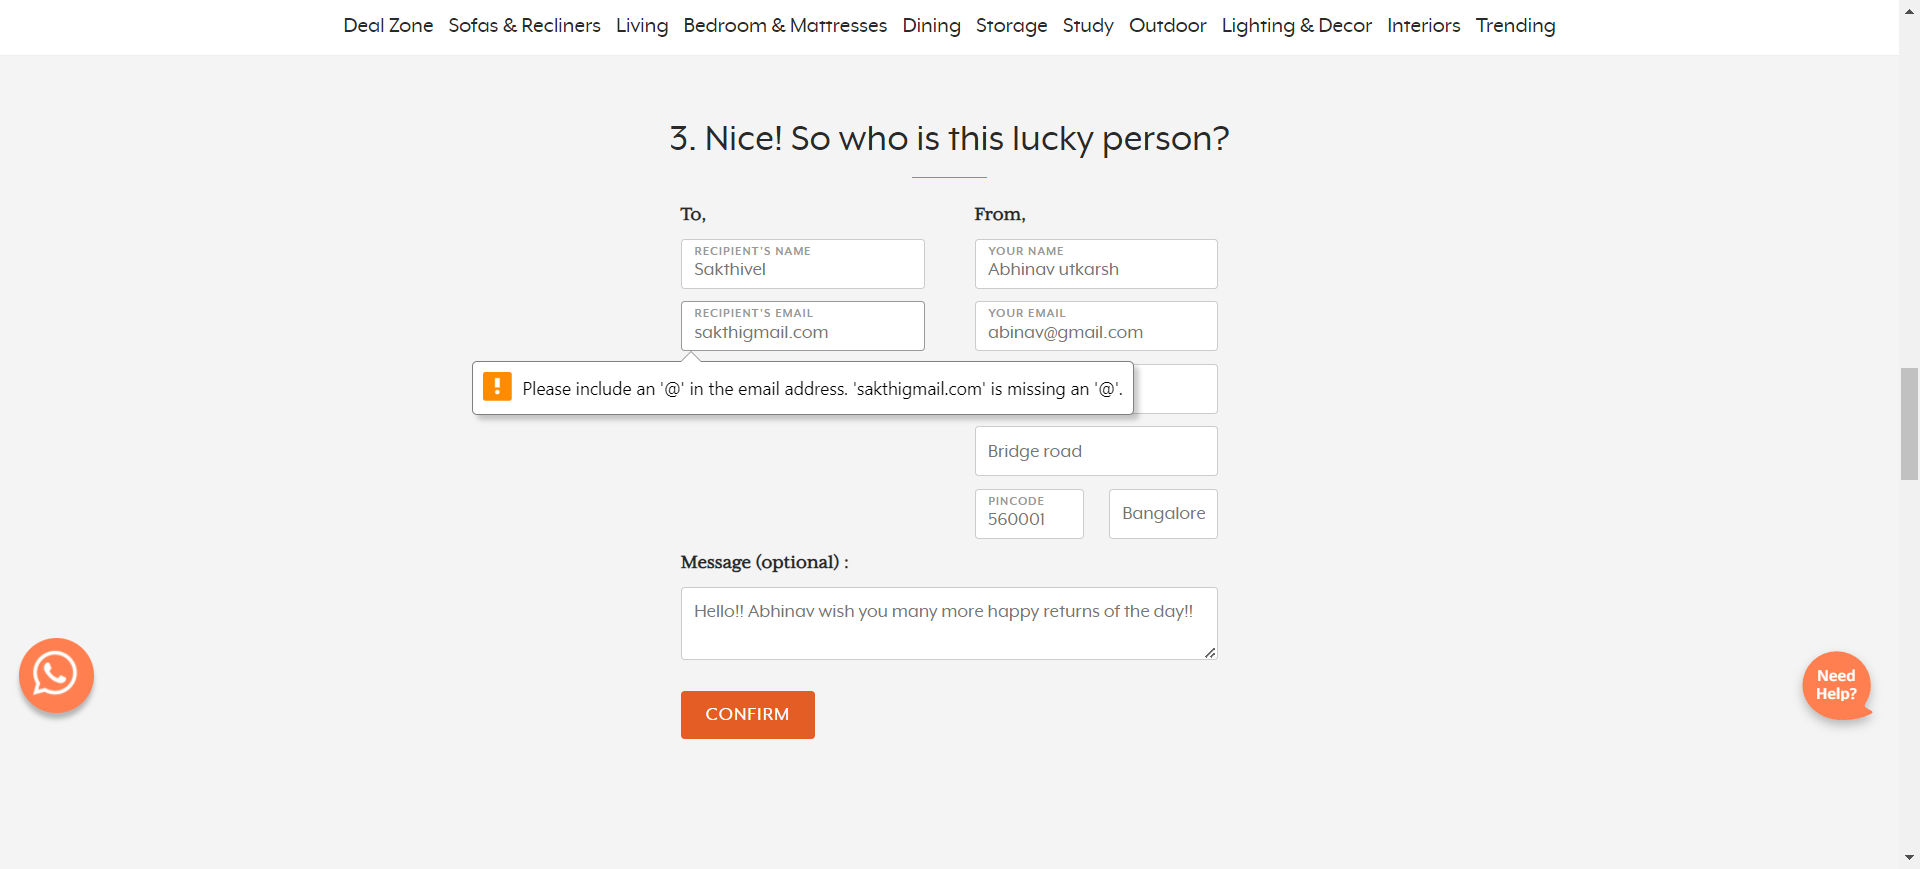 Deal Zone Sofas & Recliners Living Bedroom & Mattresses Dining Storage Study Outdoor Lighting & Decor Interiors Trending
3. Nice! So who is this lucky person?
To,
From,
RECIPIENT'S NAME
Sakthivel
YOUR NAME
Abhinav utkarsh
RECIPIENT'S EMAIL
sakthigmail.com
YOUR EMAIL
abinav@gmail.com
! Please include an '@' in the email address. 'sakthigmail.com' is missing an '@'.
Bridge road
PINCODE
560001
Bangalore
Message (optional) :
Hello!! Abhinav wish you many more happy returns of the day!!
CONFIRM
Need
Help?